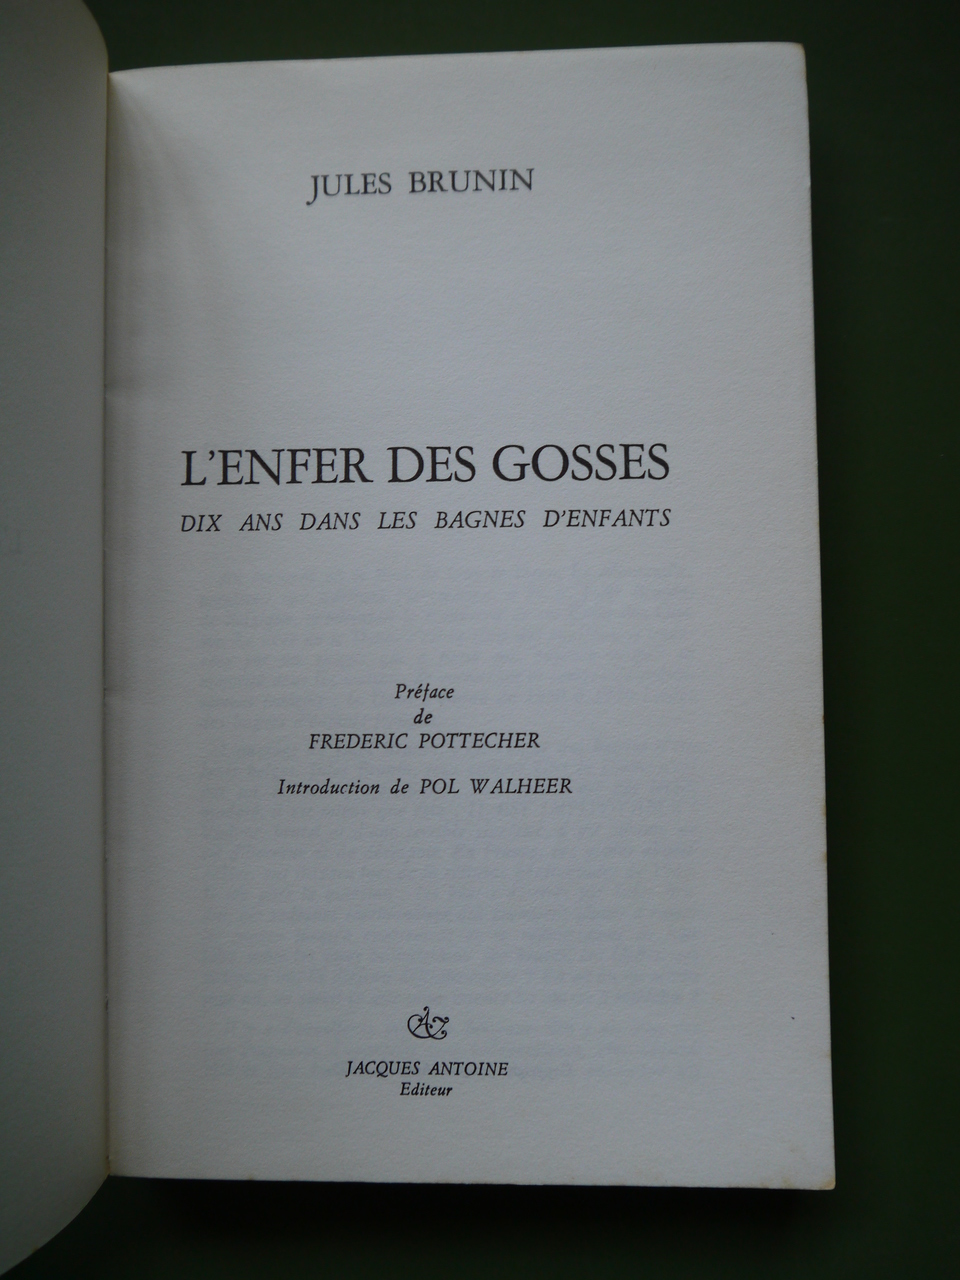 JULES BRUNIN
L'ENFER DES GOSSES
DIX ANS DANS LES BAGNES D'ENFANTS
Préface
de
FREDERIC POTTECHER
Introduction de POL WALHEER
JACQUES ANTOINE
Editeur